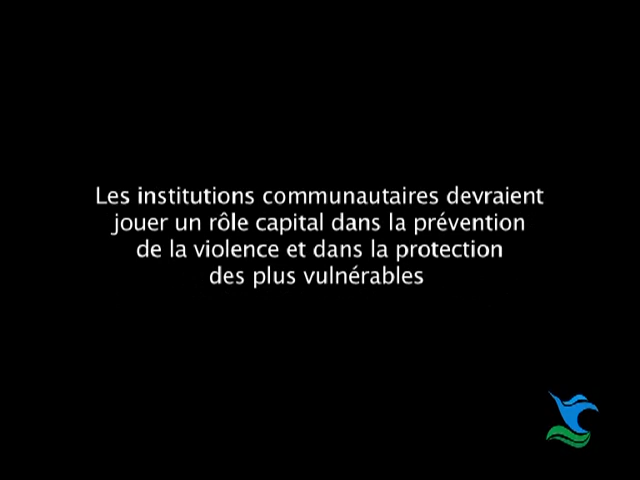 Les institutions communautaires devraient
jouer un rôle capital dans la prévention
de la violence et dans la protection
des plus vulnérables